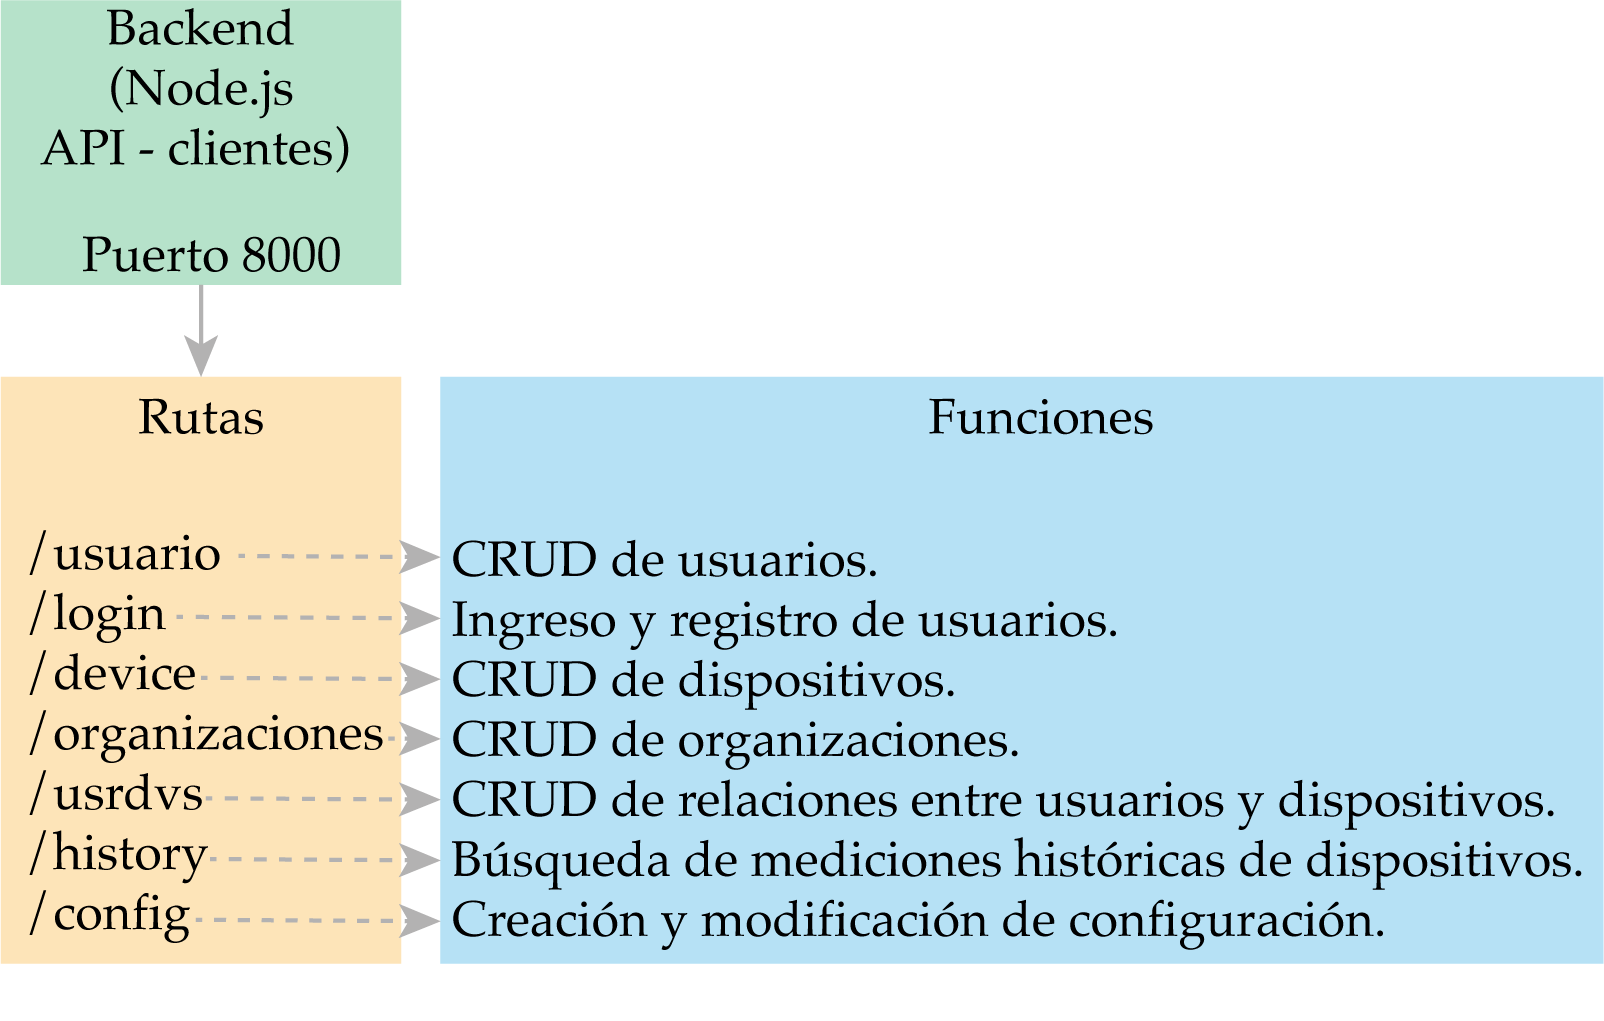 Backend
(Node.js
API - clientes)
Puerto 8000
Rutas
/usuario
/login
/device
/organizaciones
/usrdvs
/history
/config
Funciones
CRUD de usuarios.
Ingreso y registro de usuarios.
CRUD de dispositivos.
CRUD de organizaciones.
CRUD de relaciones entre usuarios y dispositivos.
Búsqueda de mediciones históricas de dispositivos.
Creación y modificación de configuración.